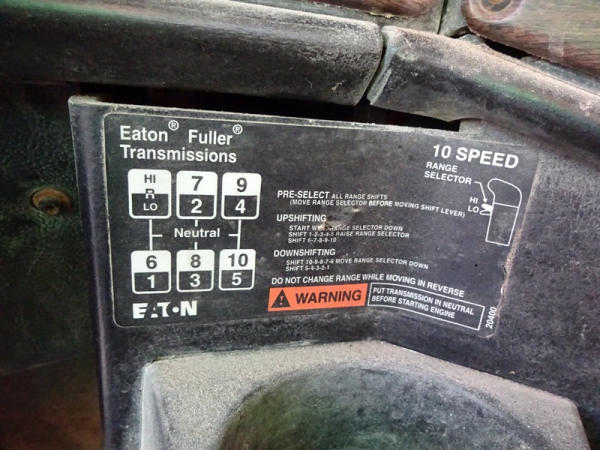 Eaton® Fuller®
Transmissions
10 SPEED
RANGE
SELECTOR
HI
LO
HI
R
LO
7
2
9
4
Neutral
6
1
8
3
10
5
PRE-SELECT ALL RANGE SHIFTS
(MOVE RANGE SELECTOR BEFORE MOVING SHIFT LEVER)
UPSHIFTING
START W RANGE SELECTOR DOWN
SHIFT 1-2-3-4-5 RAISE RANGE SELECTOR
SHIFT 6-7-8-9-10
DOWNSHIFTING
SHIFT 10-9-8-7-6 MOVE RANGE SELECTOR DOWN
SHIFT 5-4-3-2-1
DO NOT CHANGE RANGE WHILE MOVING IN REVERSE
WARNING
PUT TRANSMISSION IN NEUTRAL
BEFORE STARTING ENGINE
EATON
20400